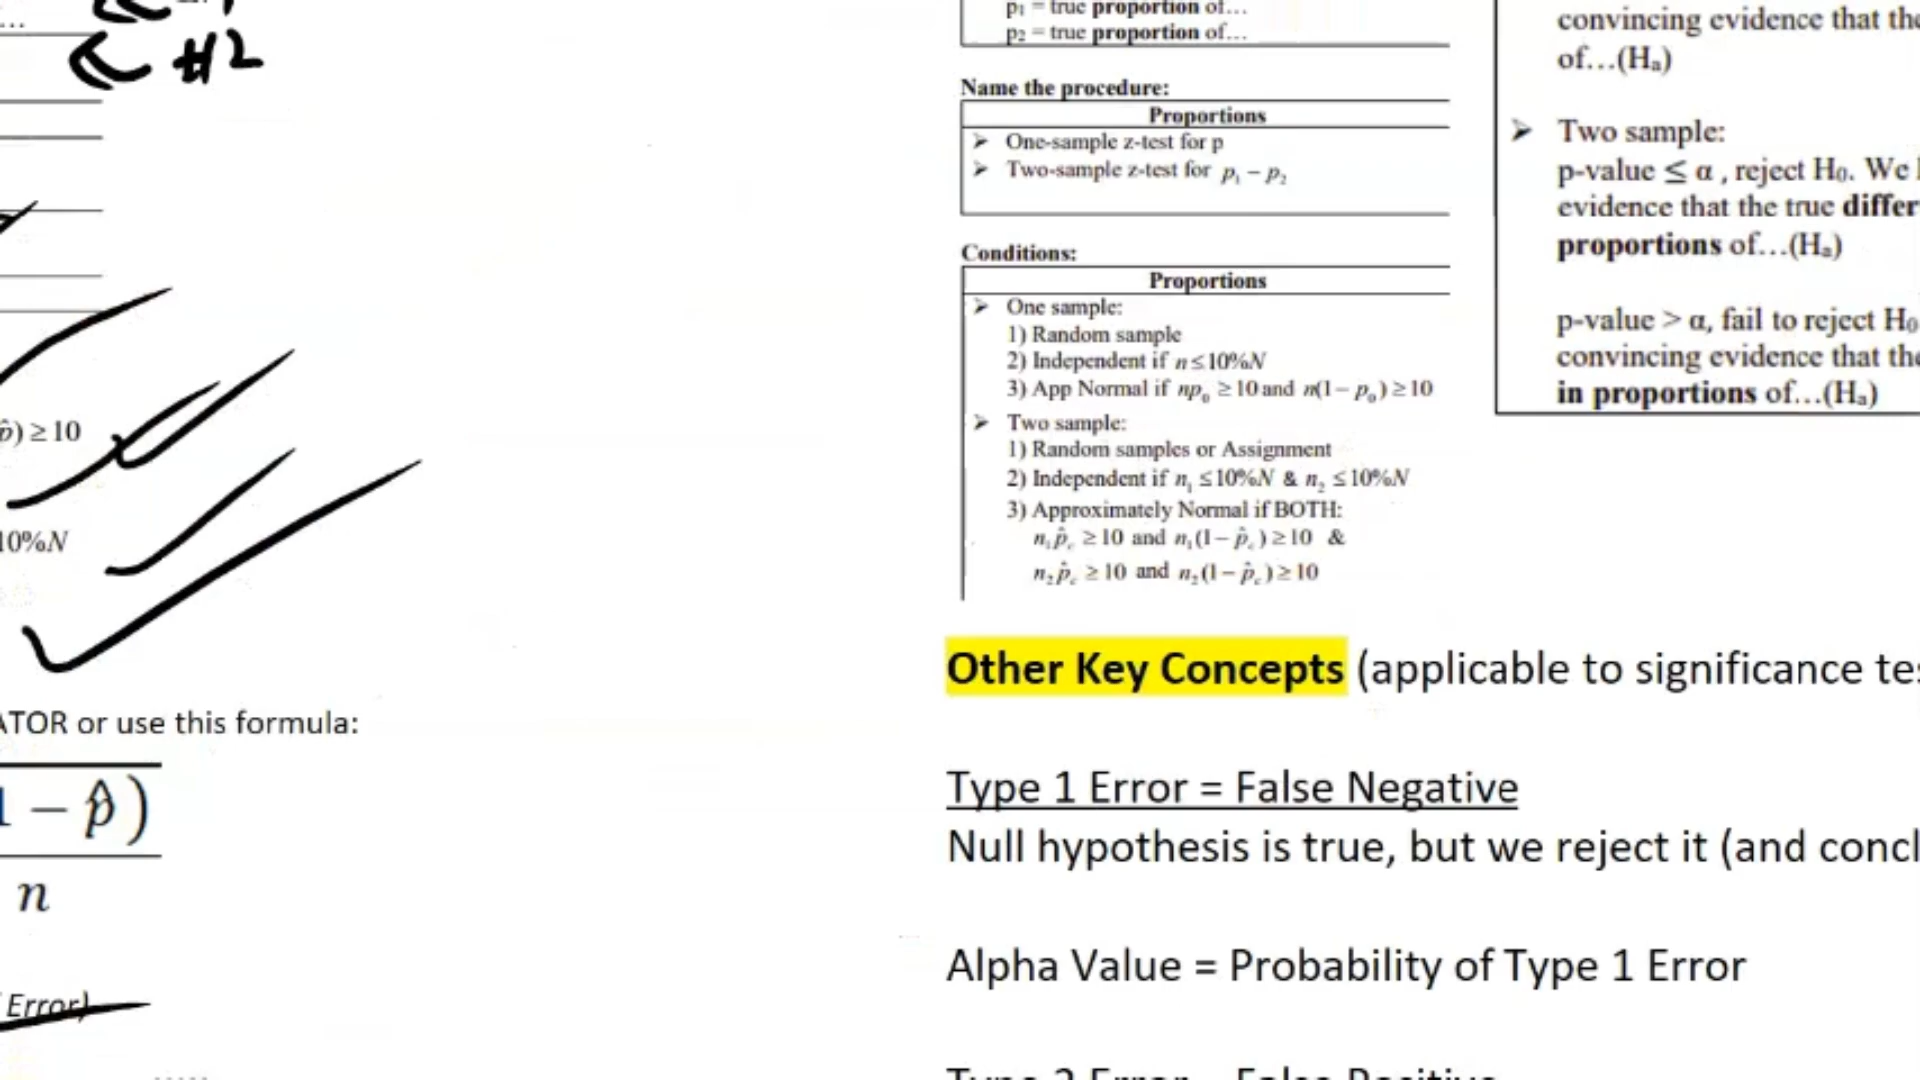 …
#2
p̂) ≥ 10
10%N
ATOR or use this formula:
1 − p̂ )
n
Error)
p₁ = true proportion of…
p₂ = true proportion of…
Name the procedure:
Proportions
➢ One-sample z-test for p
➢ Two-sample z-test for p₁ − p₂
Conditions:
Proportions
➢ One sample:
1) Random sample
2) Independent if n ≤ 10%N
3) App Normal if np₀ ≥ 10 and n(1 − p₀) ≥ 10
➢ Two sample:
1) Random samples or Assignment
2) Independent if n₁ ≤ 10%N & n₂ ≤ 10%N
3) Approximately Normal if BOTH:
n₁p̂c ≥ 10 and n₁(1 − p̂c) ≥ 10 &
n₂p̂c ≥ 10 and n₂(1 − p̂c) ≥ 10
convincing evidence that the
of…(Hₐ)
➢ Two sample:
p-value ≤ α , reject H₀. We
evidence that the true differ
proportions of…(Hₐ)
p-value > α, fail to reject H₀
convincing evidence that the
in proportions of…(Hₐ)
Other Key Concepts (applicable to significance tes
Type 1 Error = False Negative
Null hypothesis is true, but we reject it (and concl
Alpha Value = Probability of Type 1 Error
Type 2 Error = False Positive